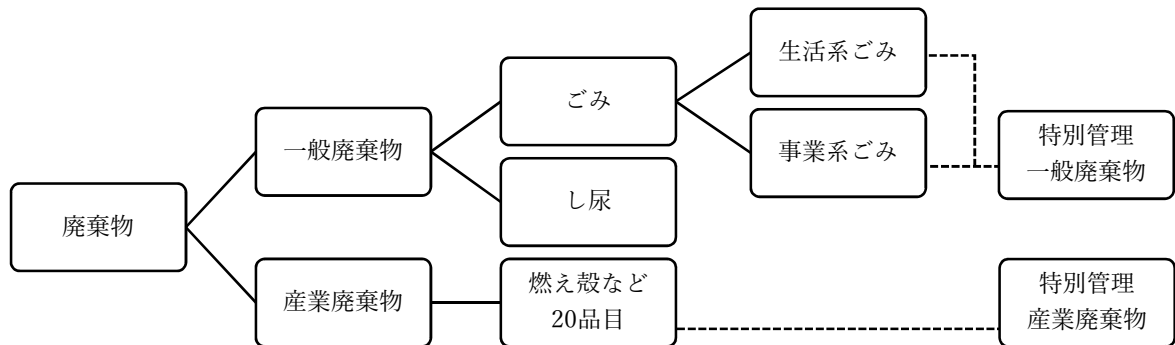 廃棄物
一般廃棄物
ごみ
生活系ごみ
事業系ごみ
特別管理
一般廃棄物
し尿
産業廃棄物
燃え殻など
20品目
特別管理
産業廃棄物